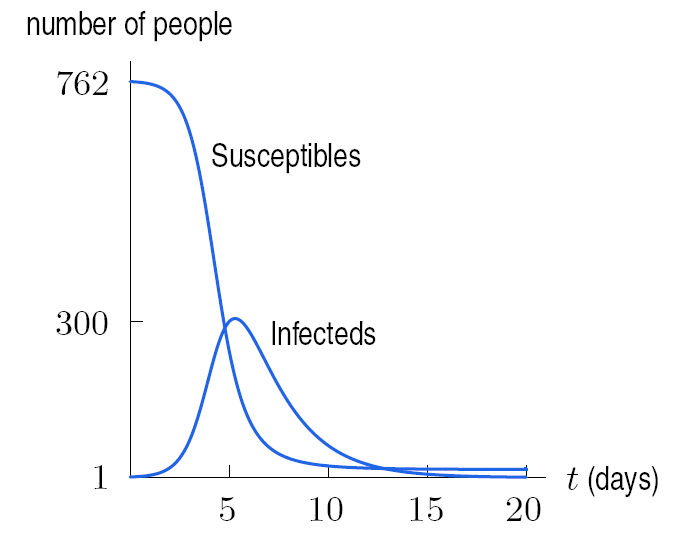 number of people
762
Susceptibles
300
Infecteds
1
t (days)
5
10
15
20